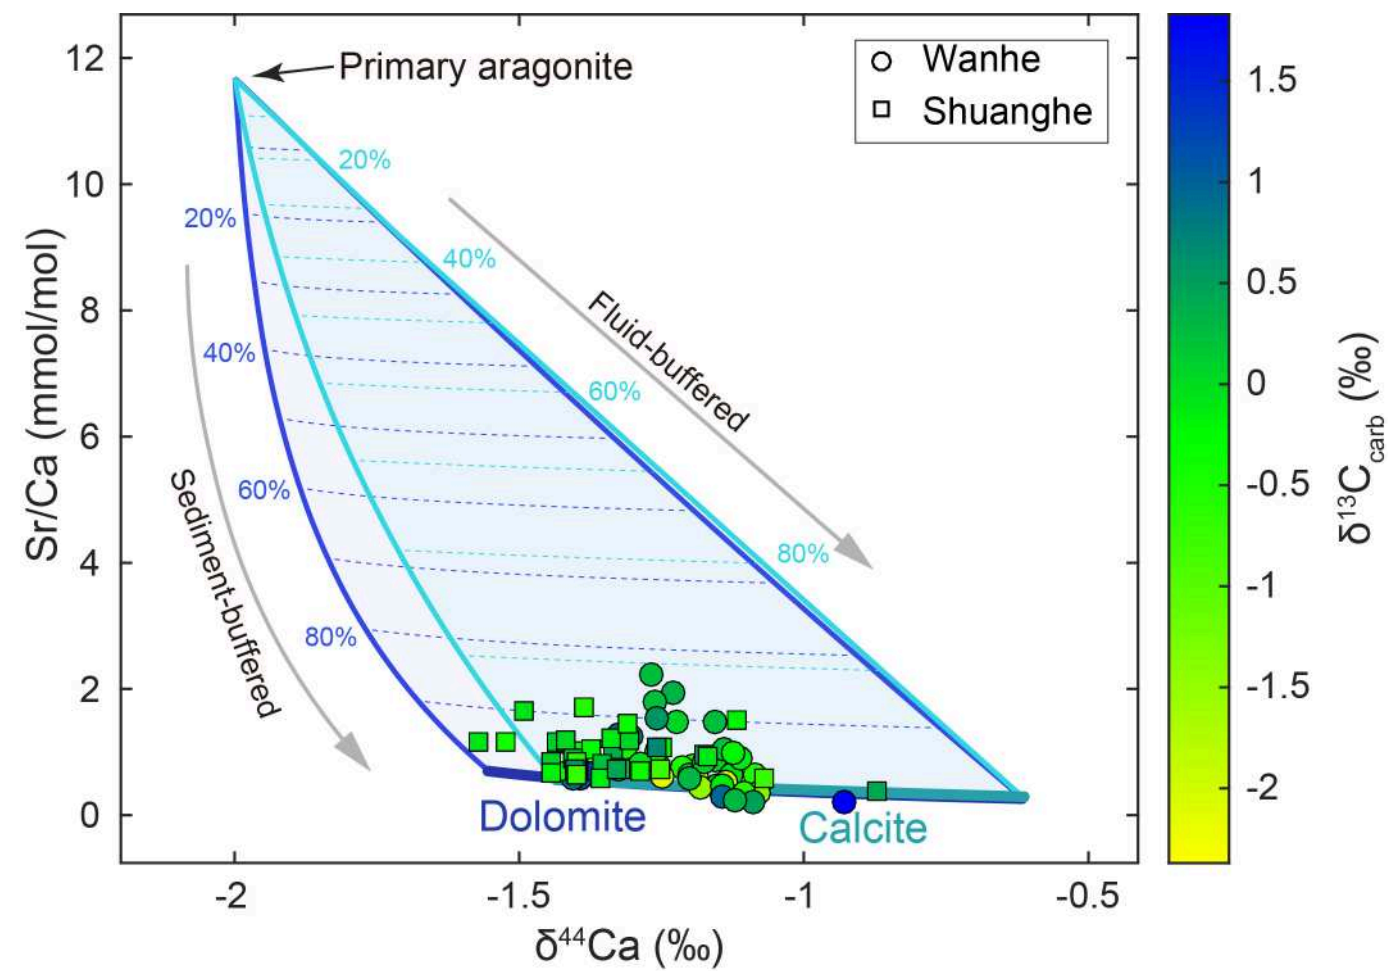 Primary aragonite
Wanhe
Shuanghe
12
10
8
6
4
2
0
Sr/Ca (mmol/mol)
20%
40%
60%
80%
20%
40%
60%
80%
Fluid-buffered
Sediment-buffered
Dolomite
Calcite
-2
-1.5
-1
-0.5
δ⁴⁴Ca (‰)
1.5
1
0.5
0
-0.5
-1
-1.5
-2
δ¹³C_carb (‰)